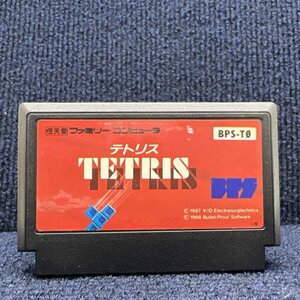 任天堂 ファミリーコンピュータ
BPS-TØ
テトリス
TETRIS
BPS
© 1987 V/O Electronorgtechnica
© 1988 Bullet-Proof Software